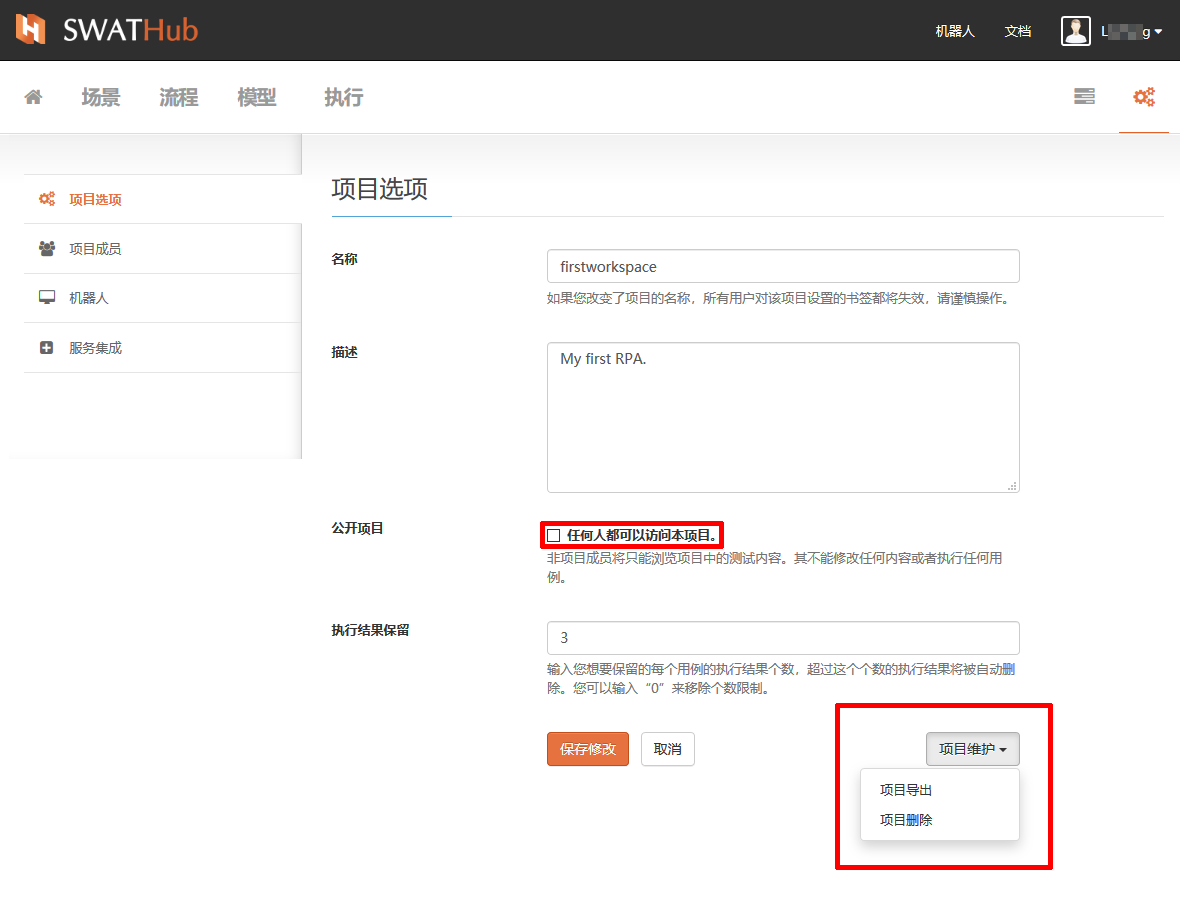 SWATHub
机器人
文档
场景
流程
模型
执行
项目选项
项目成员
机器人
服务集成
项目选项
名称
firstworkspace
如果您改变了项目的名称，所有用户对该项目设置的书签都将失效，请谨慎操作。
描述
My first RPA.
公开项目
任何人都可以访问本项目。
非项目成员将只能浏览项目中的测试内容。其不能修改任何内容或者执行任何用
例。
执行结果保留
3
输入您想要保留的每个用例的执行结果个数，超过这个个数的执行结果将被自动删
除。您可以输入“0”来移除个数限制。
保存修改
取消
项目维护
项目导出
项目删除